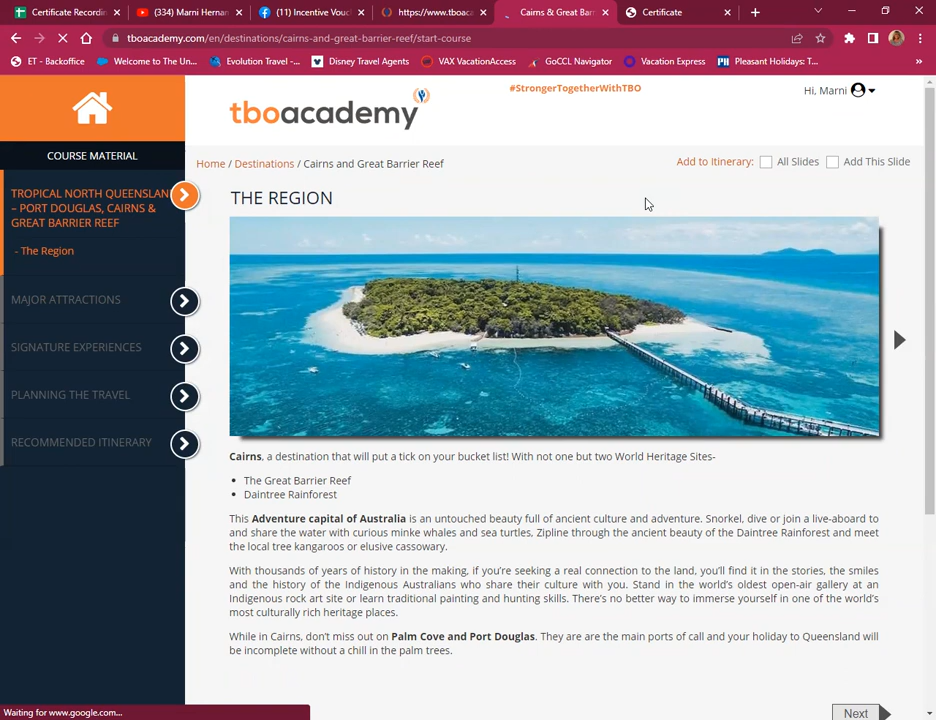 Certificate Recordin
(334) Marni Hernan
(11) Incentive Vouc
https://www.tboac
Cairns & Great Barr
Certificate
tboacademy.com/en/destinations/cairns-and-great-barrier-reef/start-course
ET - Backoffice
Welcome to The Un...
Evolution Travel -...
Disney Travel Agents
VAX VacationAccess
GoCCL Navigator
Vacation Express
Pleasant Holidays: T...
»
#StrongerTogetherWithTBO
Hi, Marni
tboacademy
COURSE MATERIAL
Home / Destinations / Cairns and Great Barrier Reef
Add to Itinerary: All Slides Add This Slide
TROPICAL NORTH QUEENSLAN
– PORT DOUGLAS, CAIRNS &
GREAT BARRIER REEF
- The Region
MAJOR ATTRACTIONS
SIGNATURE EXPERIENCES
PLANNING THE TRAVEL
RECOMMENDED ITINERARY
THE REGION
Cairns, a destination that will put a tick on your bucket list! With not one but two World Heritage Sites-
• The Great Barrier Reef
• Daintree Rainforest
This Adventure capital of Australia is an untouched beauty full of ancient culture and adventure. Snorkel, dive or join a live-aboard to
and share the water with curious minke whales and sea turtles, Zipline through the ancient beauty of the Daintree Rainforest and meet
the local tree kangaroos or elusive cassowary.
With thousands of years of history in the making, if you’re seeking a real connection to the land, you’ll find it in the stories, the smiles
and the history of the Indigenous Australians who share their culture with you. Stand in the world’s oldest open-air gallery at an
Indigenous rock art site or learn traditional painting and hunting skills. There’s no better way to immerse yourself in one of the world’s
most culturally rich heritage places.
While in Cairns, don’t miss out on Palm Cove and Port Douglas. They are are the main ports of call and your holiday to Queensland will
be incomplete without a chill in the palm trees.
Next
Waiting for www.google.com...